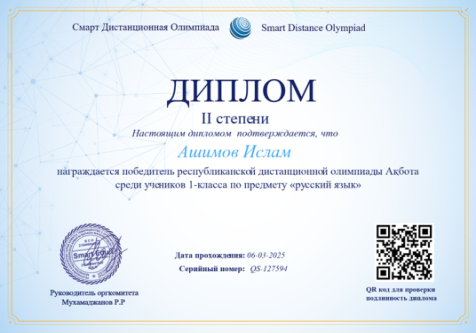 Смарт Дистанционная Олимпиада Smart Distance Olympiad
ДИПЛОМ
II степени
Настоящим дипломом подтверждается, что
Ашимов Ислам
награждается победитель республиканской дистанционной олимпиады Ақбота
среди учеников 1-класса по предмету «русский язык»
Дата прохождения: 06-03-2025
Серийный номер: QS-127594
Руководитель оргкомитета
Мухамаджанов Р.Р
QR код для проверки
подлинность диплома